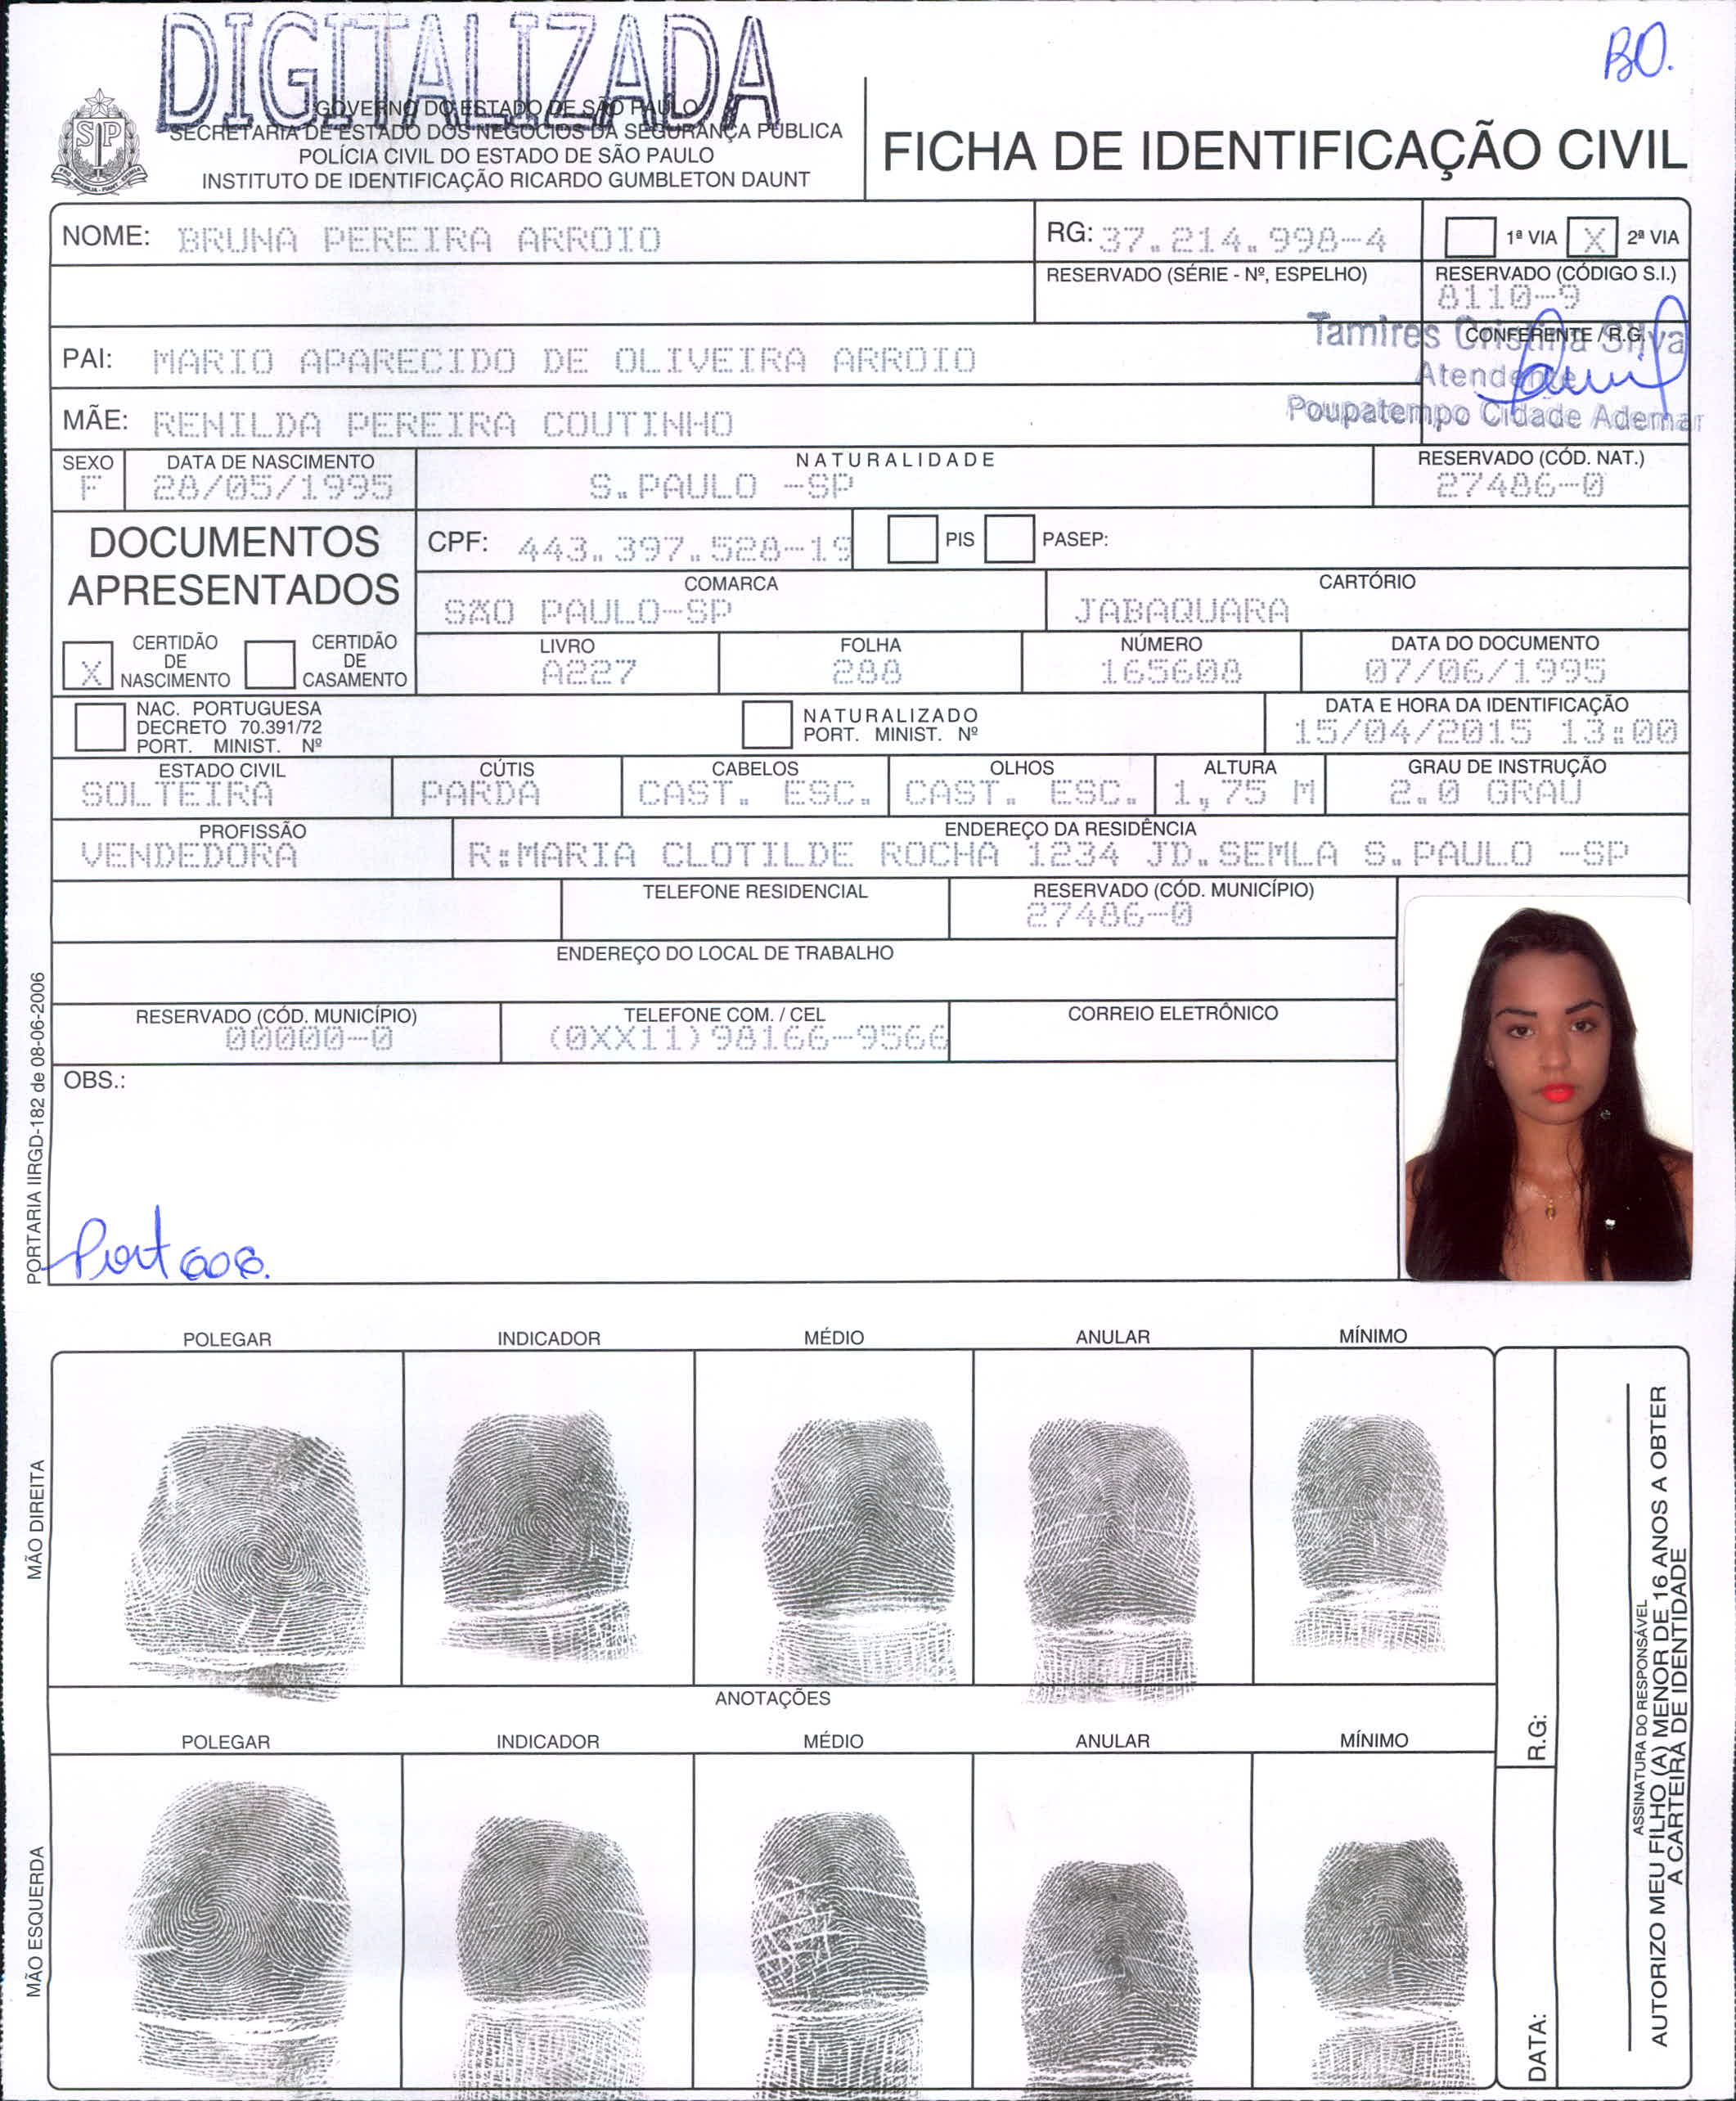 DIGITALIZADA
BO.
GOVERNO DO ESTADO DE SÃO PAULO
SECRETARIA DE ESTADO DOS NEGÓCIOS DA SEGURANÇA PÚBLICA
POLÍCIA CIVIL DO ESTADO DE SÃO PAULO
INSTITUTO DE IDENTIFICAÇÃO RICARDO GUMBLETON DAUNT
SP
FICHA DE IDENTIFICAÇÃO CIVIL
NOME: BRUNA PEREIRA ARROIO
RG: 37.214.998-4
1ª VIA X 2ª VIA
RESERVADO (SÉRIE - Nº, ESPELHO)
RESERVADO (CÓDIGO S.I.)
8110-9
PAI: MARIO APARECIDO DE OLIVEIRA ARROIO
CONFERENTE / R.G.
Tamires Cristina Silva
Atendente
Poupatempo Cidade Ademar
MÃE: RENILDA PEREIRA COUTINHO
SEXO
F
DATA DE NASCIMENTO
28/05/1995
NATURALIDADE
S.PAULO -SP
RESERVADO (CÓD. NAT.)
27486-0
DOCUMENTOS
APRESENTADOS
CPF: 443.397.528-19
PIS
PASEP:
COMARCA
SÃO PAULO-SP
CARTÓRIO
JABAQUARA
X CERTIDÃO
DE
NASCIMENTO
CERTIDÃO
DE
CASAMENTO
LIVRO
A227
FOLHA
288
NÚMERO
165608
DATA DO DOCUMENTO
07/06/1995
NAC. PORTUGUESA
DECRETO 70.391/72
PORT. MINIST. Nº
NATURALIZADO
PORT. MINIST. Nº
DATA E HORA DA IDENTIFICAÇÃO
15/04/2015 13:00
ESTADO CIVIL
SOLTEIRA
CÚTIS
PARDA
CABELOS
CAST. ESC.
OLHOS
CAST. ESC.
ALTURA
1,75 M
GRAU DE INSTRUÇÃO
2.0 GRAU
PROFISSÃO
VENDEDORA
ENDEREÇO DA RESIDÊNCIA
R:MARIA CLOTILDE ROCHA 1234 JD.SEMLA S.PAULO -SP
TELEFONE RESIDENCIAL
RESERVADO (CÓD. MUNICÍPIO)
27486-0
ENDEREÇO DO LOCAL DE TRABALHO
RESERVADO (CÓD. MUNICÍPIO)
00000-0
TELEFONE COM. / CEL
(0XX11)98166-9566
CORREIO ELETRÔNICO
OBS.:
PORTARIA IIRGD-182 de 08-06-2006
POLEGAR
INDICADOR
MÉDIO
ANULAR
MÍNIMO
MÃO DIREITA
ANOTAÇÕES
POLEGAR
INDICADOR
MÉDIO
ANULAR
MÍNIMO
MÃO ESQUERDA
R.G:
DATA:
ASSINATURA DO RESPONSÁVEL
AUTORIZO MEU FILHO (A) MENOR DE 16 ANOS A OBTER
A CARTEIRA DE IDENTIDADE